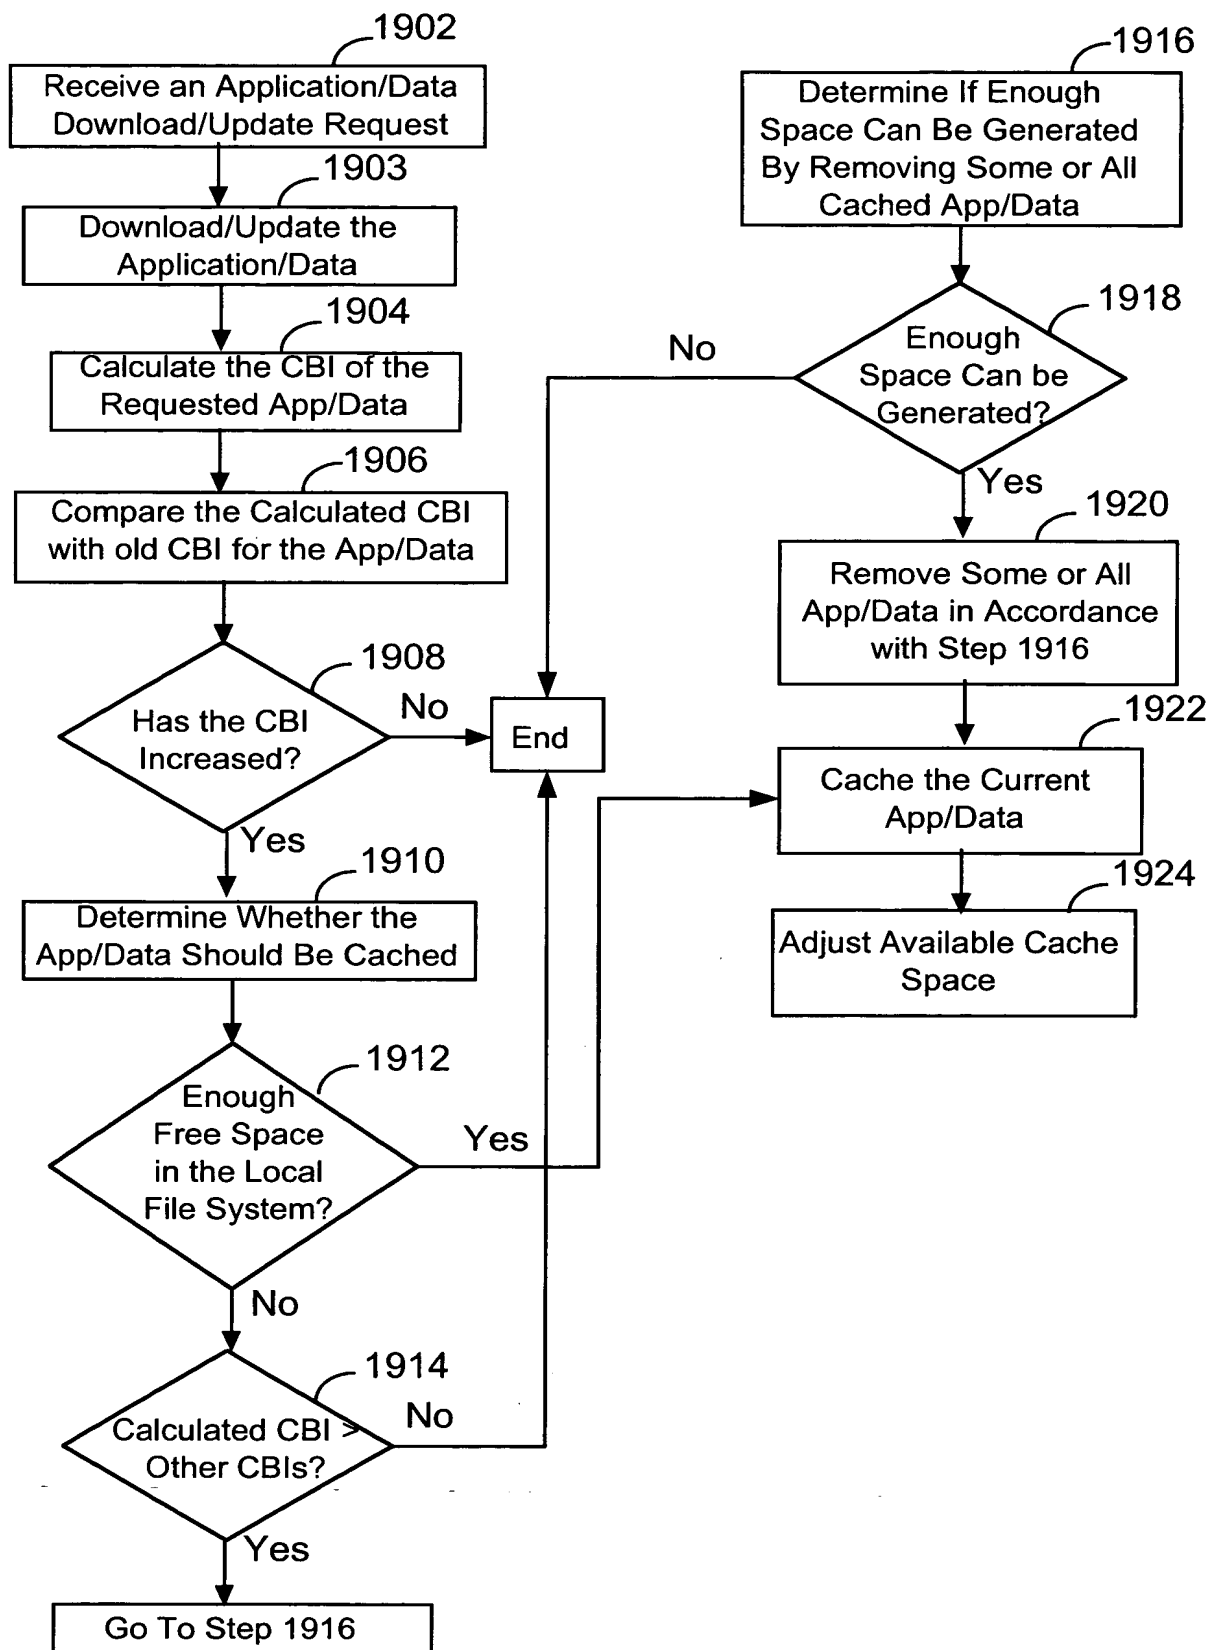 1902
Receive an Application/Data
Download/Update Request
1903
Download/Update the
Application/Data
1904
Calculate the CBI of the
Requested App/Data
1906
Compare the Calculated CBI
with old CBI for the App/Data
1908
Has the CBI
Increased?
No
End
Yes
1910
Determine Whether the
App/Data Should Be Cached
1912
Enough
Free Space
in the Local
File System?
Yes
No
1914
Calculated CBI >
Other CBIs?
No
Yes
Go To Step 1916
1916
Determine If Enough
Space Can Be Generated
By Removing Some or All
Cached App/Data
1918
Enough
Space Can be
Generated?
No
Yes
1920
Remove Some or All
App/Data in Accordance
with Step 1916
1922
Cache the Current
App/Data
1924
Adjust Available Cache
Space